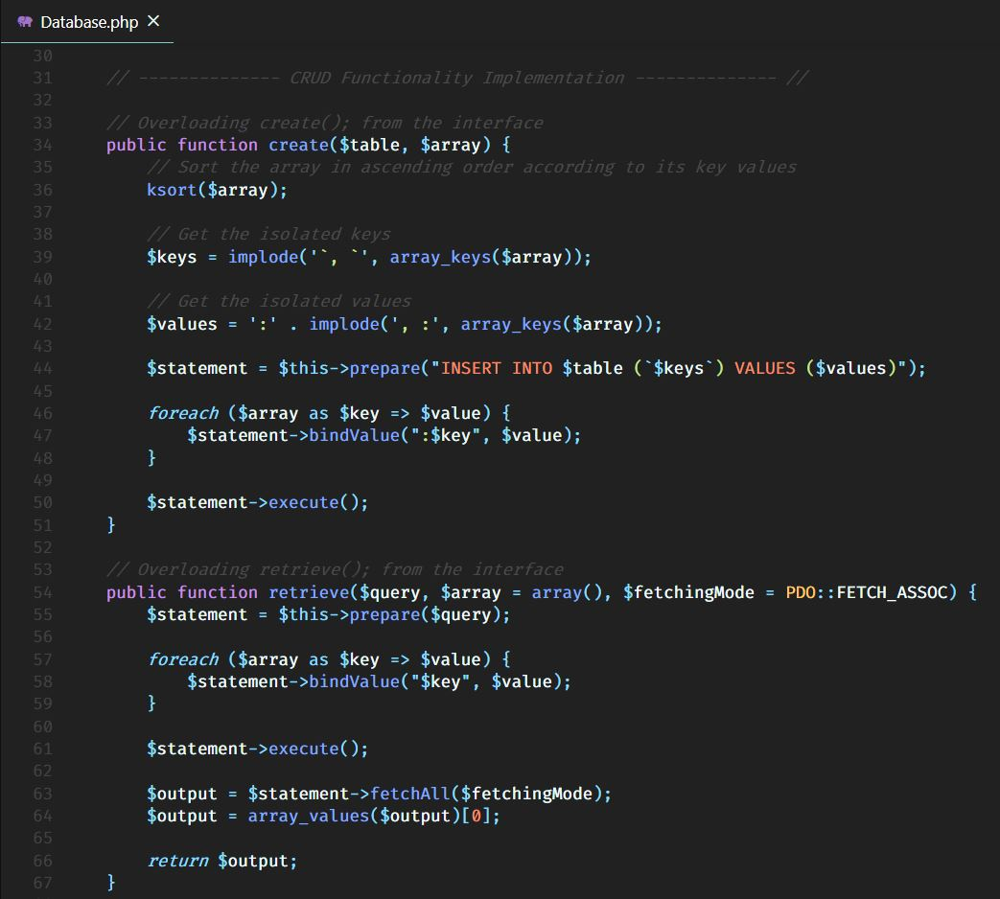 Database.php ×
30
31 // -------------- CRUD Functionality Implementation -------------- //
32
33 // Overloading create(); from the interface
34 public function create($table, $array) {
35 // Sort the array in ascending order according to its key values
36 ksort($array);
37
38 // Get the isolated keys
39 $keys = implode('`, `', array_keys($array));
40
41 // Get the isolated values
42 $values = ':' . implode(', :', array_keys($array));
43
44 $statement = $this->prepare("INSERT INTO $table (`$keys`) VALUES ($values)");
45
46 foreach ($array as $key => $value) {
47 $statement->bindValue(":$key", $value);
48 }
49
50 $statement->execute();
51 }
52
53 // Overloading retrieve(); from the interface
54 public function retrieve($query, $array = array(), $fetchingMode = PDO::FETCH_ASSOC) {
55 $statement = $this->prepare($query);
56
57 foreach ($array as $key => $value) {
58 $statement->bindValue("$key", $value);
59 }
60
61 $statement->execute();
62
63 $output = $statement->fetchAll($fetchingMode);
64 $output = array_values($output)[0];
65
66 return $output;
67 }